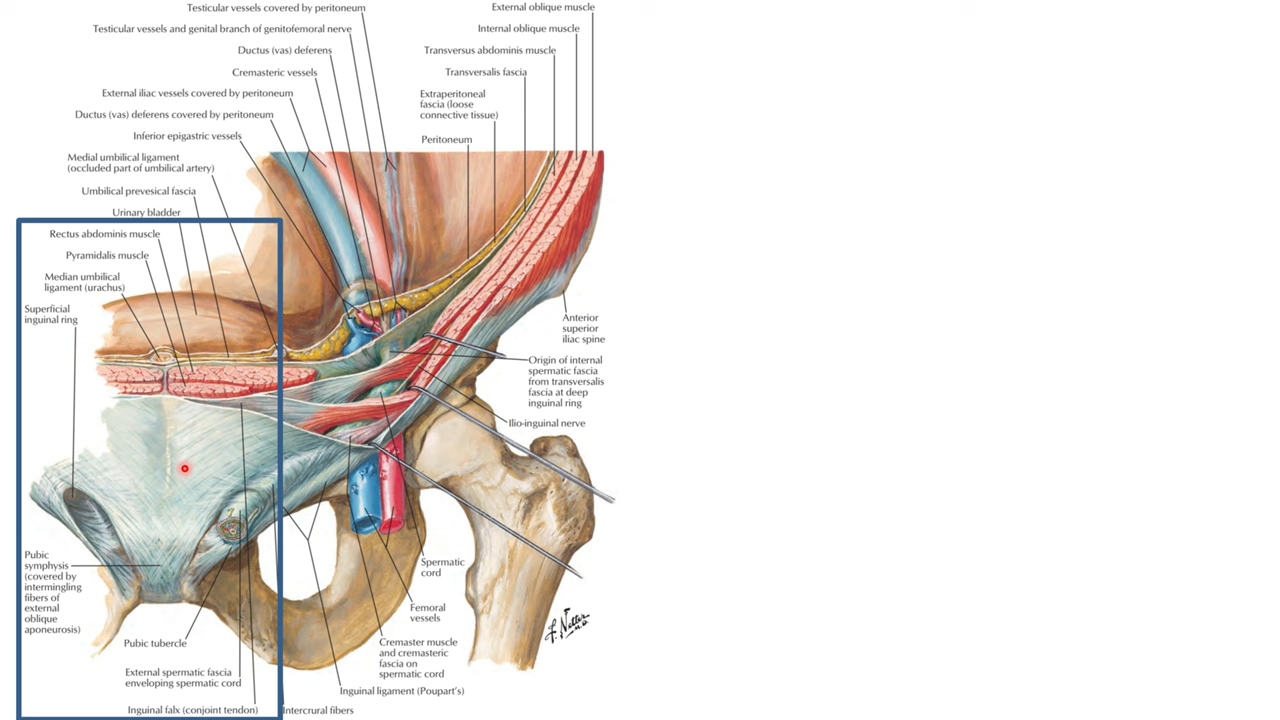 Testicular vessels covered by peritoneum
Testicular vessels and genital branch of genitofemoral nerve
Ductus (vas) deferens
Cremasteric vessels
External iliac vessels covered by peritoneum
Ductus (vas) deferens covered by peritoneum
Inferior epigastric vessels
Medial umbilical ligament
(occluded part of umbilical artery)
Umbilical prevesical fascia
Urinary bladder
Rectus abdominis muscle
Pyramidalis muscle
Median umbilical
ligament (urachus)
Superficial
inguinal ring
External oblique muscle
Internal oblique muscle
Transversus abdominis muscle
Transversalis fascia
Extraperitoneal
fascia (loose
connective tissue)
Peritoneum
Anterior
superior
iliac spine
Origin of internal
spermatic fascia
from transversalis
fascia at deep
inguinal ring
Ilio-inguinal nerve
Pubic
symphysis
(covered by
intermingling
fibers of
external
oblique
aponeurosis)
Pubic tubercle
External spermatic fascia
enveloping spermatic cord
Inguinal falx (conjoint tendon)
Intercrural fibers
Inguinal ligament (Poupart's)
Cremaster muscle
and cremasteric
fascia on
spermatic cord
Femoral
vessels
Spermatic
cord
F. Netter
M.D.